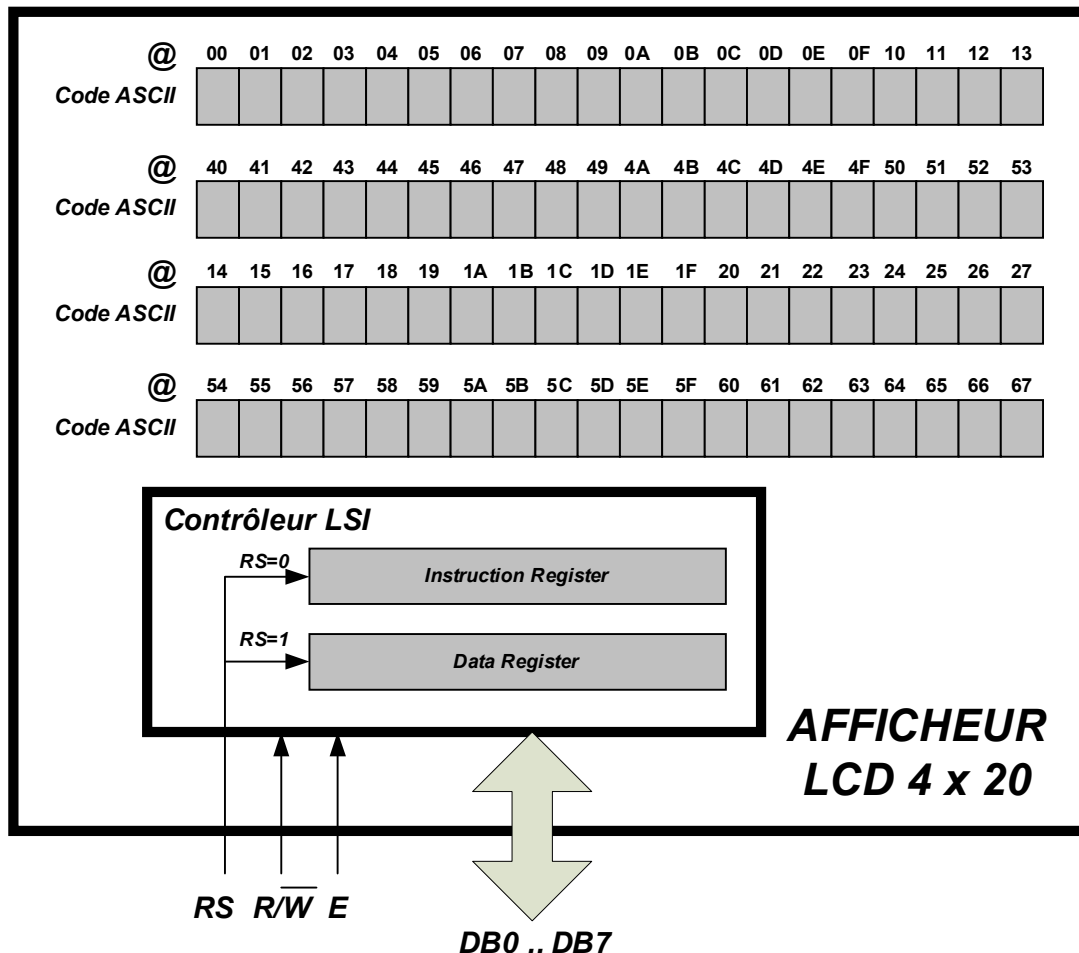 @ 00 01 02 03 04 05 06 07 08 09 0A 0B 0C 0D 0E 0F 10 11 12 13
Code ASCII
@ 40 41 42 43 44 45 46 47 48 49 4A 4B 4C 4D 4E 4F 50 51 52 53
Code ASCII
@ 14 15 16 17 18 19 1A 1B 1C 1D 1E 1F 20 21 22 23 24 25 26 27
Code ASCII
@ 54 55 56 57 58 59 5A 5B 5C 5D 5E 5F 60 61 62 63 64 65 66 67
Code ASCII
Contrôleur LSI
RS=0
Instruction Register
RS=1
Data Register
AFFICHEUR
LCD 4 x 20
RS R/W̅ E
DB0 .. DB7